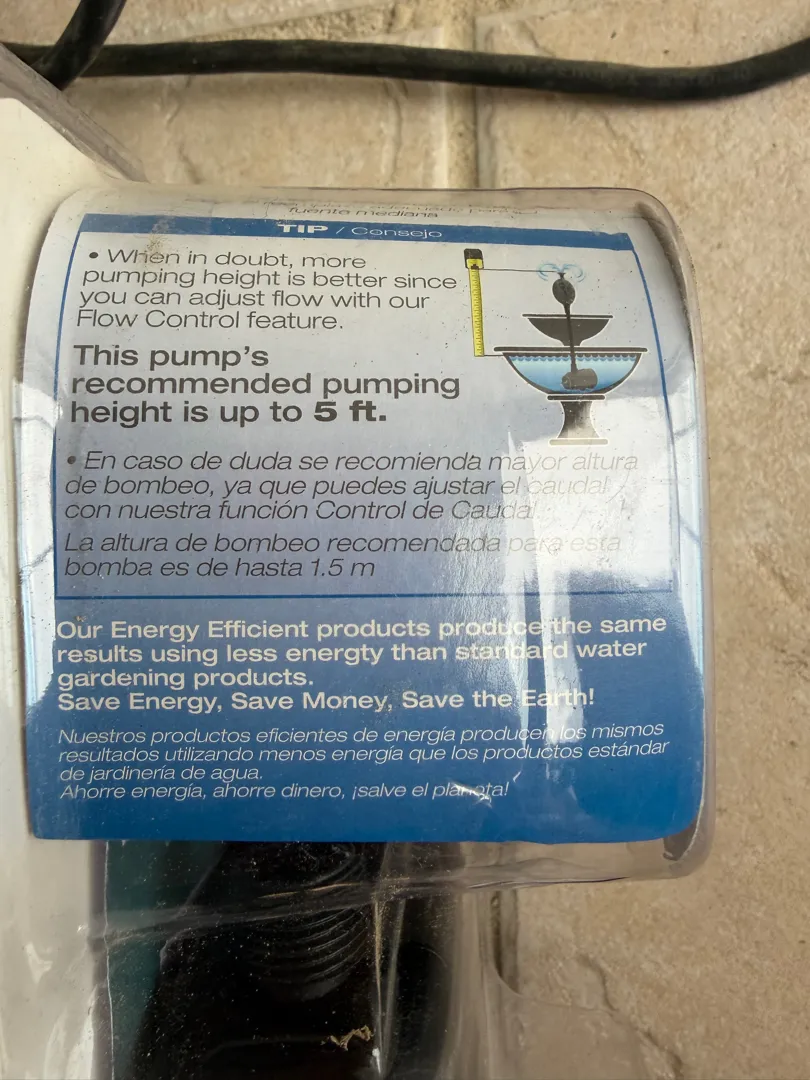 fuente mediana
TIP / Consejo
• When in doubt, more
pumping height is better since
you can adjust flow with our
Flow Control feature.
This pump's
recommended pumping
height is up to 5 ft.
• En caso de duda se recomienda mayor altura
de bombeo, ya que puedes ajustar el caudal
con nuestra función Control de Caudal
La altura de bombeo recomendada para esta
bomba es de hasta 1.5 m
Our Energy Efficient products produce the same
results using less energty than standard water
gardening products.
Save Energy, Save Money, Save the Earth!
Nuestros productos eficientes de energía producen los mismos
resultados utilizando menos energía que los productos estándar
de jardinería de agua.
Ahorre energía, ahorre dinero, ¡salve el planeta!